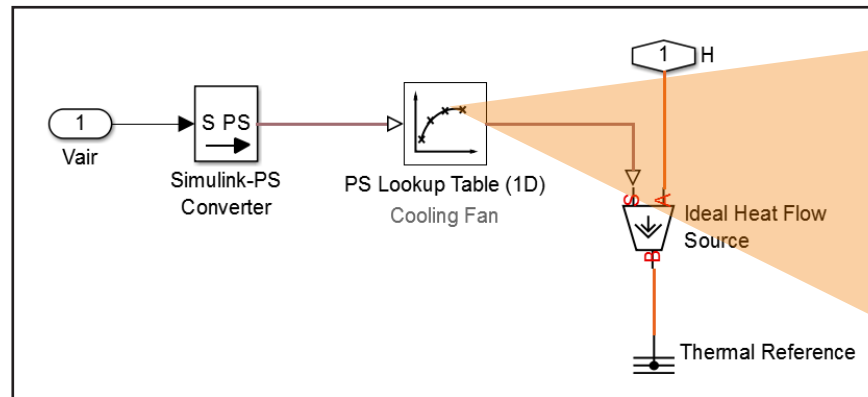 1
H
1
S PS
Vair
Simulink-PS
Converter
PS Lookup Table (1D)
Cooling Fan
S
A
Ideal Heat Flow
Source
B
Thermal Reference